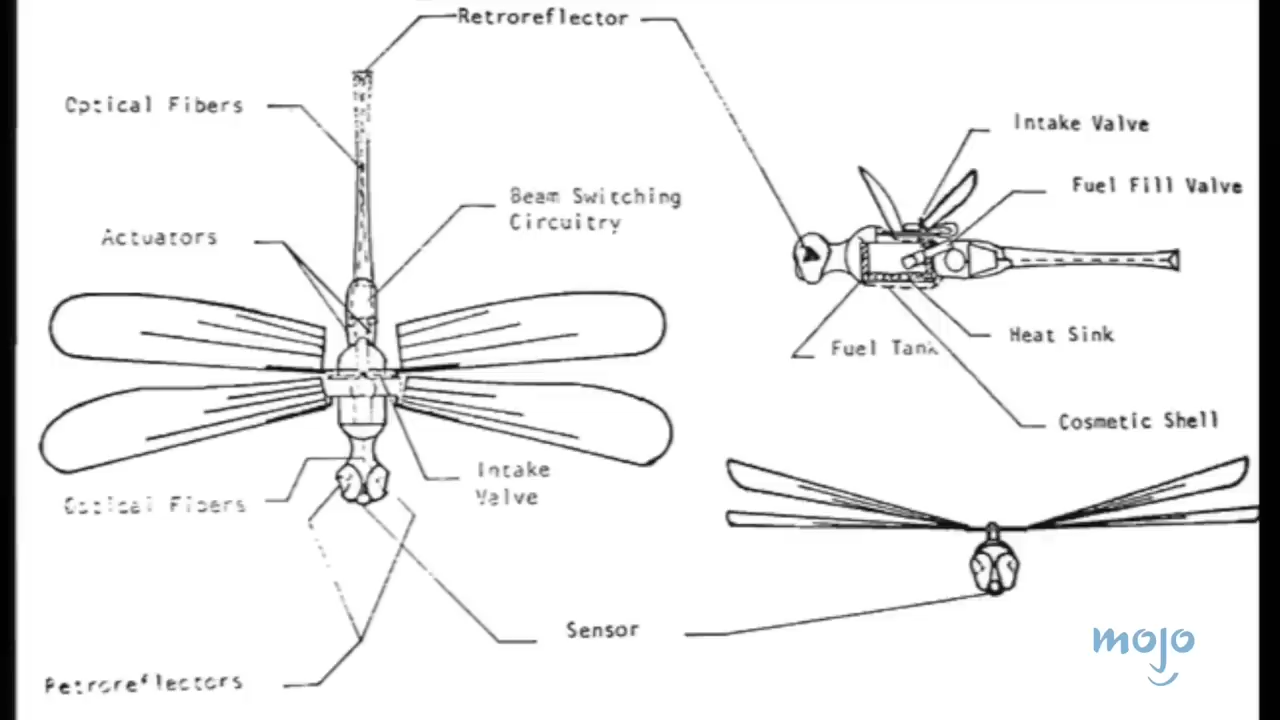 Retroreflector
Optical Fibers
Intake Valve
Fuel Fill Valve
Beam Switching
Circuitry
Actuators
Heat Sink
Fuel Tank
Cosmetic Shell
Intake
Valve
Optical Fibers
Sensor
Retroreflectors
mojo